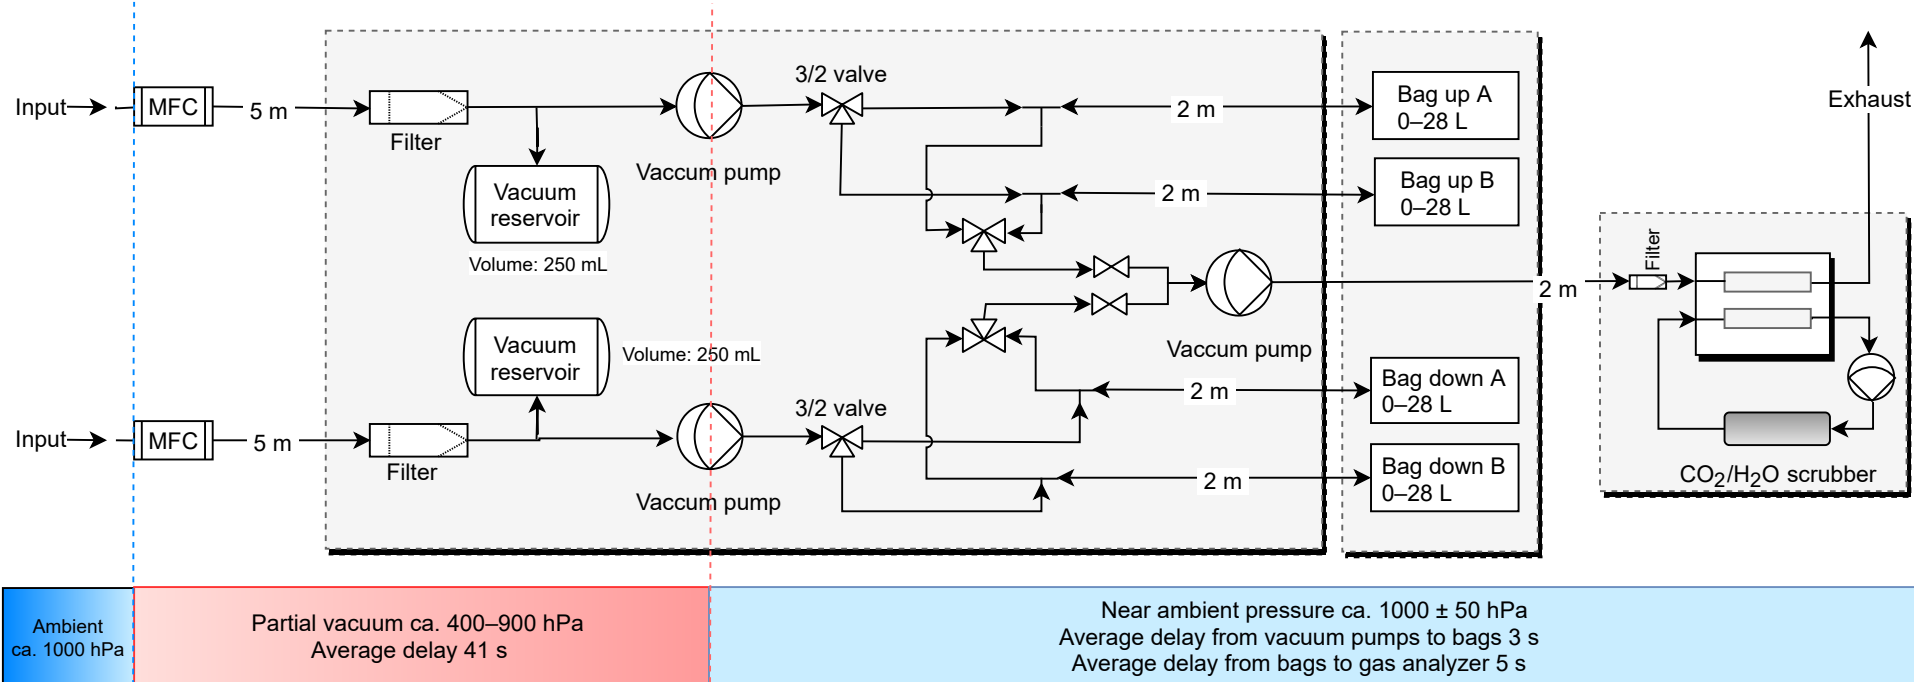 3/2 valve
Input
MFC
5 m
Filter
Vaccum pump
Vacuum
reservoir
Volume: 250 mL
2 m
Bag up A
0–28 L
2 m
Bag up B
0–28 L
Exhaust
Filter
2 m
Vaccum pump
Vacuum
reservoir
Volume: 250 mL
3/2 valve
Input
MFC
5 m
Filter
Vaccum pump
2 m
Bag down A
0–28 L
2 m
Bag down B
0–28 L
CO2/H2O scrubber
Ambient
ca. 1000 hPa
Partial vacuum ca. 400–900 hPa
Average delay 41 s
Near ambient pressure ca. 1000 ± 50 hPa
Average delay from vacuum pumps to bags 3 s
Average delay from bags to gas analyzer 5 s